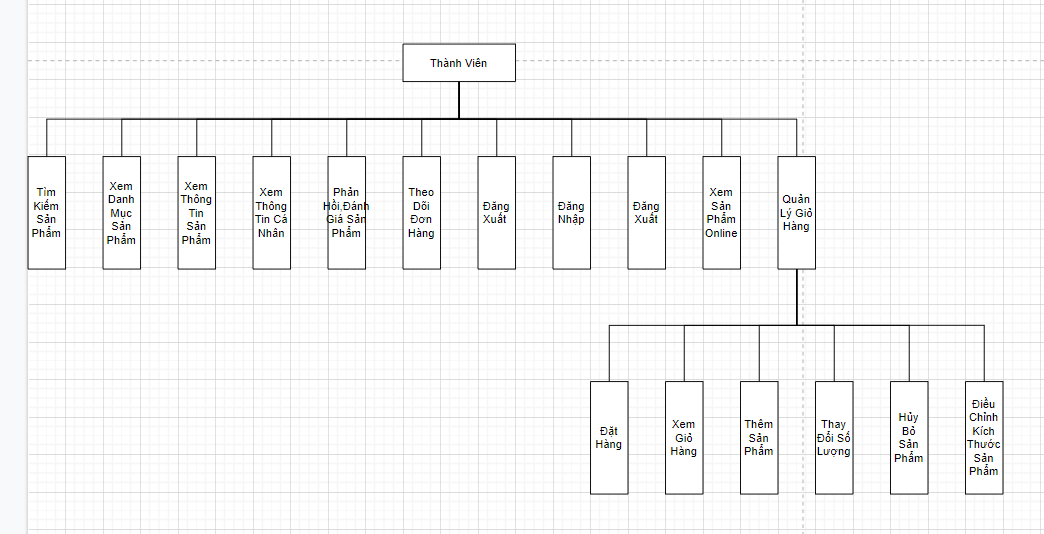 Thành Viên
Tìm
Kiếm
Sản
Phẩm
Xem
Danh
Mục
Sản
Phẩm
Xem
Thông
Tin
Sản
Phẩm
Xem
Thông
Tin Cá
Nhân
Phản
Hồi,Đánh
Giá Sản
Phẩm
Theo
Dõi
Đơn
Hàng
Đăng
Xuất
Đăng
Nhập
Đăng
Xuất
Xem
Sản
Phẩm
Online
Quản
Lý Giỏ
Hàng
Đặt
Hàng
Xem
Giỏ
Hàng
Thêm
Sản
Phẩm
Thay
Đổi Số
Lượng
Hủy
Bỏ
Sản
Phẩm
Điều
Chỉnh
Kích
Thước
Sản
Phẩm